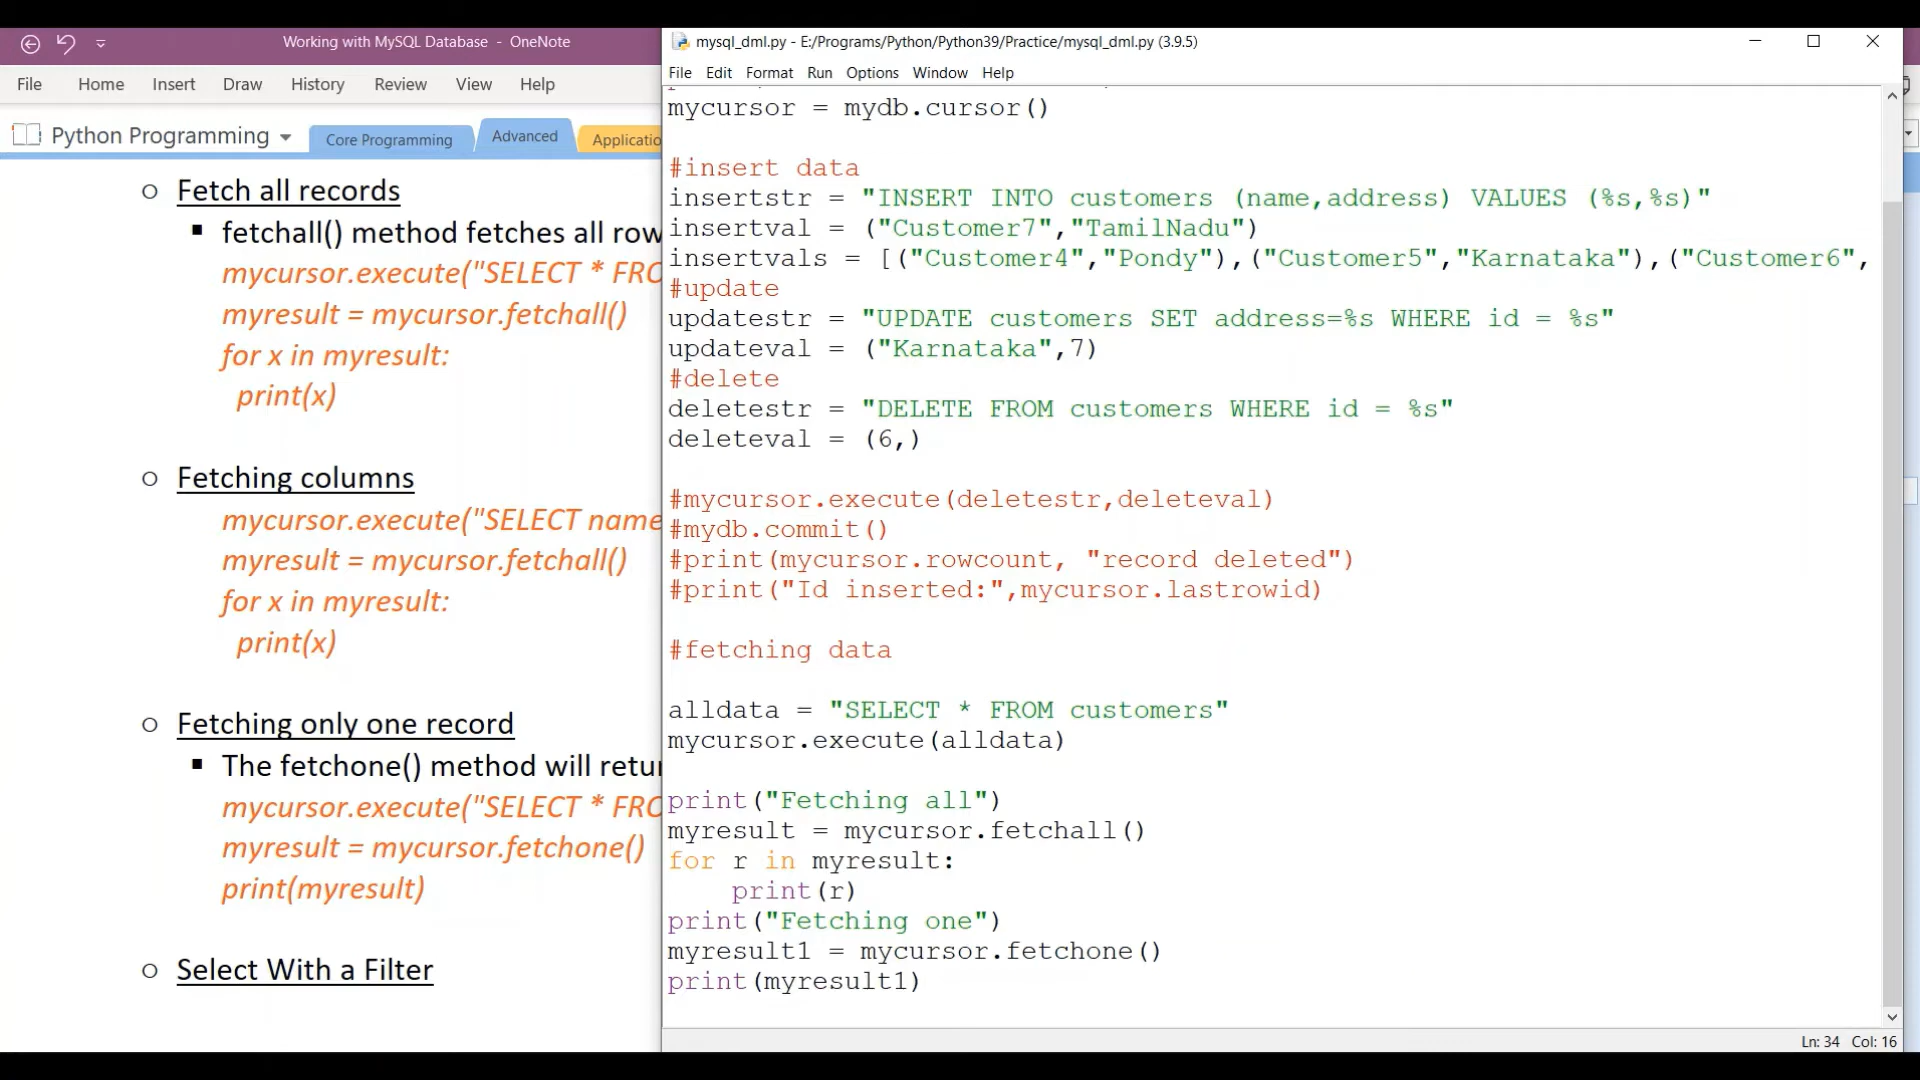 Working with MySQL Database - OneNote
File Home Insert Draw History Review View Help
Python Programming
Core Programming Advanced Applicatio
Fetch all records
fetchall() method fetches all row
mycursor.execute("SELECT * FRO
myresult = mycursor.fetchall()
for x in myresult:
print(x)
Fetching columns
mycursor.execute("SELECT name
myresult = mycursor.fetchall()
for x in myresult:
print(x)
Fetching only one record
The fetchone() method will retur
mycursor.execute("SELECT * FRO
myresult = mycursor.fetchone()
print(myresult)
Select With a Filter
mysql_dml.py - E:/Programs/Python/Python39/Practice/mysql_dml.py (3.9.5)
File Edit Format Run Options Window Help
mycursor = mydb.cursor()
#insert data
insertstr = "INSERT INTO customers (name,address) VALUES (%s,%s)"
insertval = ("Customer7","TamilNadu")
insertvals = [("Customer4","Pondy"),("Customer5","Karnataka"),("Customer6",
#update
updatestr = "UPDATE customers SET address=%s WHERE id = %s"
updateval = ("Karnataka",7)
#delete
deletestr = "DELETE FROM customers WHERE id = %s"
deleteval = (6,)
#mycursor.execute(deletestr,deleteval)
#mydb.commit()
#print(mycursor.rowcount, "record deleted")
#print("Id inserted:",mycursor.lastrowid)
#fetching data
alldata = "SELECT * FROM customers"
mycursor.execute(alldata)
print("Fetching all")
myresult = mycursor.fetchall()
for r in myresult:
print(r)
print("Fetching one")
myresult1 = mycursor.fetchone()
print(myresult1)
Ln: 34 Col: 16